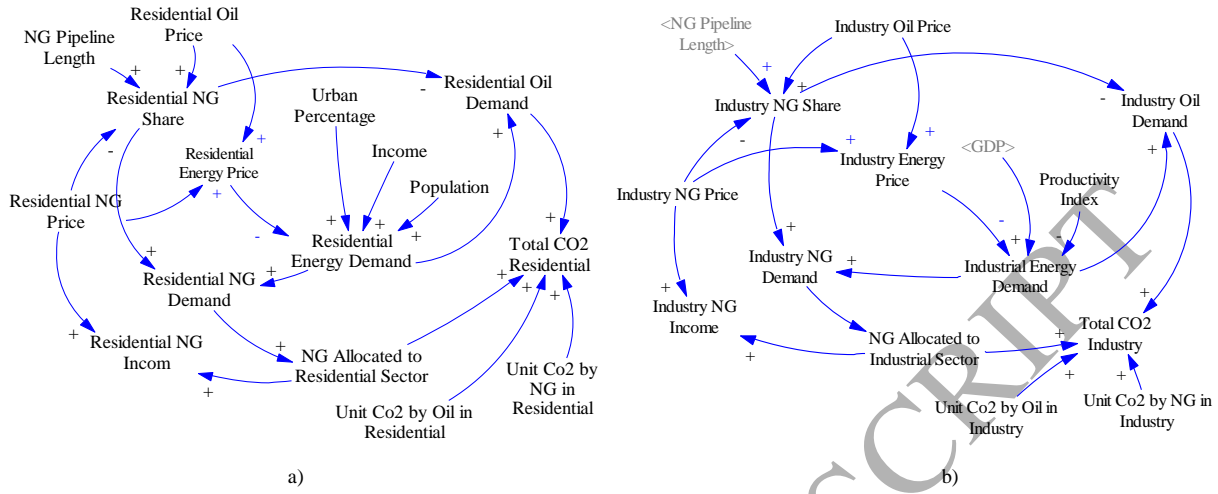 Residential Oil
Price
NG Pipeline
Length
+
+
Residential NG
Share
-
Residential Oil
Demand
Urban
Percentage
+
+
-
Residential
Energy Price
Income
+
Population
Residential NG
Price
-
+
+
+
Residential
Energy Demand
Total CO2
Residential
+
+
Residential NG
Demand
+
+
+
+
Residential NG
Incom
+
NG Allocated to
Residential Sector
+
Unit Co2 by
NG in
Residential
Unit Co2 by Oil in
Residential
a)
<NG Pipeline
Length>
Industry Oil Price
+
+
Industry NG Share
-
Industry Oil
Demand
-
+
+
Industry Energy
Price
<GDP>
+
Industry NG Price
Productivity
Index
+
-
+
-
Industry NG
Demand
+
Industrial Energy
Demand
+
Industry NG
Income
+
Total CO2
Industry
+
NG Allocated to
Industrial Sector
+
+
+
Unit Co2 by Oil in
Industry
Unit Co2 by NG in
Industry
b)
SCRIPT